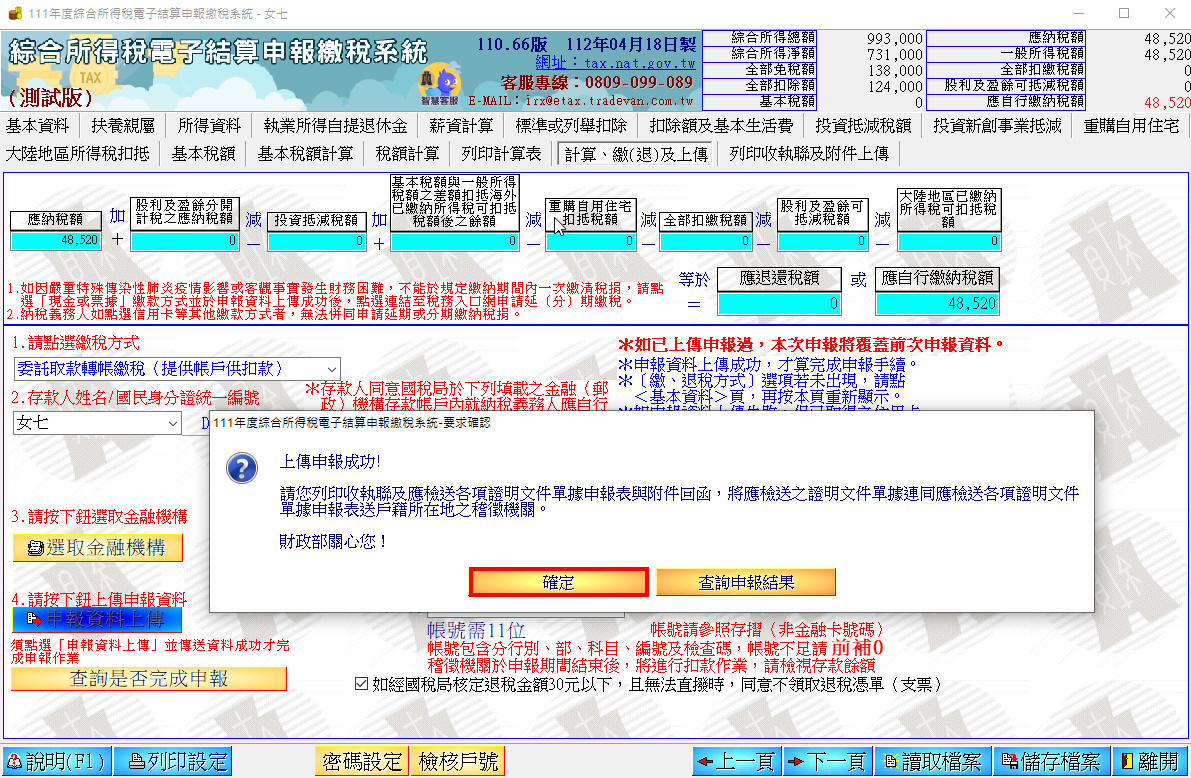 111年度綜合所得稅電子結算申報繳稅系統 - 女七
綜合所得稅電子結算申報繳稅系統
TAX
(測試版)
110.66版 112年04月18日製
網址：tax.nat.gov.tw
客服專線：0809-099-089
E-MAIL：irx@etax.tradevan.com.tw
智慧客服
綜合所得總額 993,000 應納稅額 48,520
綜合所得淨額 731,000 一般所得稅額 48,520
全部免稅額 138,000 全部扣繳稅額 0
全部扣除額 124,000 股利及盈餘可抵減稅額 0
基本稅額 0 應自行繳納稅額 48,520
基本資料 扶養親屬 所得資料 執業所得自提退休金 薪資計算 標準或列舉扣除 扣除額及基本生活費 投資抵減稅額 投資新創事業抵減 重購自用住宅
大陸地區所得稅扣抵 基本稅額 基本稅額計算 稅額計算 列印計算表 計算、繳(退)及上傳 列印收執聯及附件上傳
應納稅額
48,520
加
＋
股利及盈餘分開
計稅之應納稅額
0
減
－
投資抵減稅額
0
加
＋
基本稅額與一般所得
稅額之差額扣抵海外
已繳納所得稅可扣抵
稅額後之餘額
0
減
－
重購自用住宅
扣抵稅額
0
減
－
全部扣繳稅額
0
減
－
股利及盈餘可
抵減稅額
0
減
－
大陸地區已繳納
所得稅可扣抵稅
額
0
等於
＝
應退還稅額
0
或
應自行繳納稅額
48,520
1.如因嚴重特殊傳染性肺炎疫情影響或客觀事實發生財務困難，不能於規定繳納期間內一次繳清稅捐，請點
選「現金或票據」繳款方式並於申報資料上傳成功後，點選連結至稅務入口網申請延（分）期繳稅。
2.納稅義務人如點選信用卡等其他繳款方式者，無法併同申請延期或分期繳納稅捐。
1.請點選繳稅方式
委託取款轉帳繳稅（提供帳戶供扣款）
2.存款人姓名/國民身分證統一編號
女七
D
＊存款人同意國稅局於下列填載之金融（郵
政）機構存款帳戶內就納稅義務人應自行
＊如已上傳申報過，本次申報將覆蓋前次申報資料。
＊申報資料上傳成功，才算完成申報手續。
＊〔繳、退稅方式〕選項若未出現，請點
＜基本資料＞頁，再按本頁重新顯示。
111年度綜合所得稅電子結算申報繳稅系統-要求確認
上傳申報成功!
請您列印收執聯及應檢送各項證明文件單據申報表與附件回函，將應檢送之證明文件單據連同應檢送各項證明文件
單據申報表送戶籍所在地之稽徵機關。
財政部關心您！
確定
查詢申報結果
3.請按下鈕選取金融機構
選取金融機構
4.請按下鈕上傳申報資料
申報資料上傳
須點選「申報資料上傳」並傳送資料成功才完
成申報作業
查詢是否完成申報
帳號需11位 帳號請參照存摺（非金融卡號碼）
帳號包含分行別、部、科目、編號及檢查碼，帳號不足請 前補0
稽徵機關於申報期間結束後，將進行扣款作業，請檢視存款餘額
如經國稅局核定退稅金額30元以下，且無法直撥時，同意不領取退稅憑單（支票）
說明(F1) 列印設定 密碼設定 檢核戶號 上一頁 下一頁 讀取檔案 儲存檔案 離開